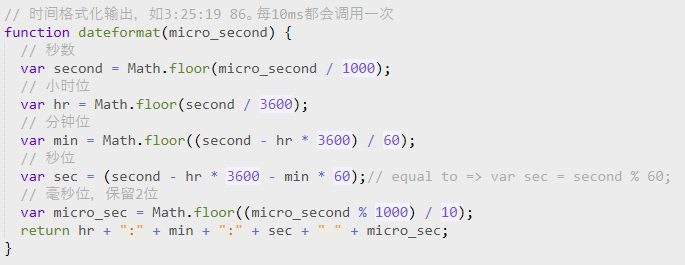 // 时间格式化输出，如3:25:19 86。每10ms都会调用一次
function dateformat(micro_second) {
  // 秒数
  var second = Math.floor(micro_second / 1000);
  // 小时位
  var hr = Math.floor(second / 3600);
  // 分钟位
  var min = Math.floor((second - hr * 3600) / 60);
  // 秒位
  var sec = (second - hr * 3600 - min * 60);// equal to => var sec = second % 60;
  // 毫秒位，保留2位
  var micro_sec = Math.floor((micro_second % 1000) / 10);
  return hr + ":" + min + ":" + sec + " " + micro_sec;
}